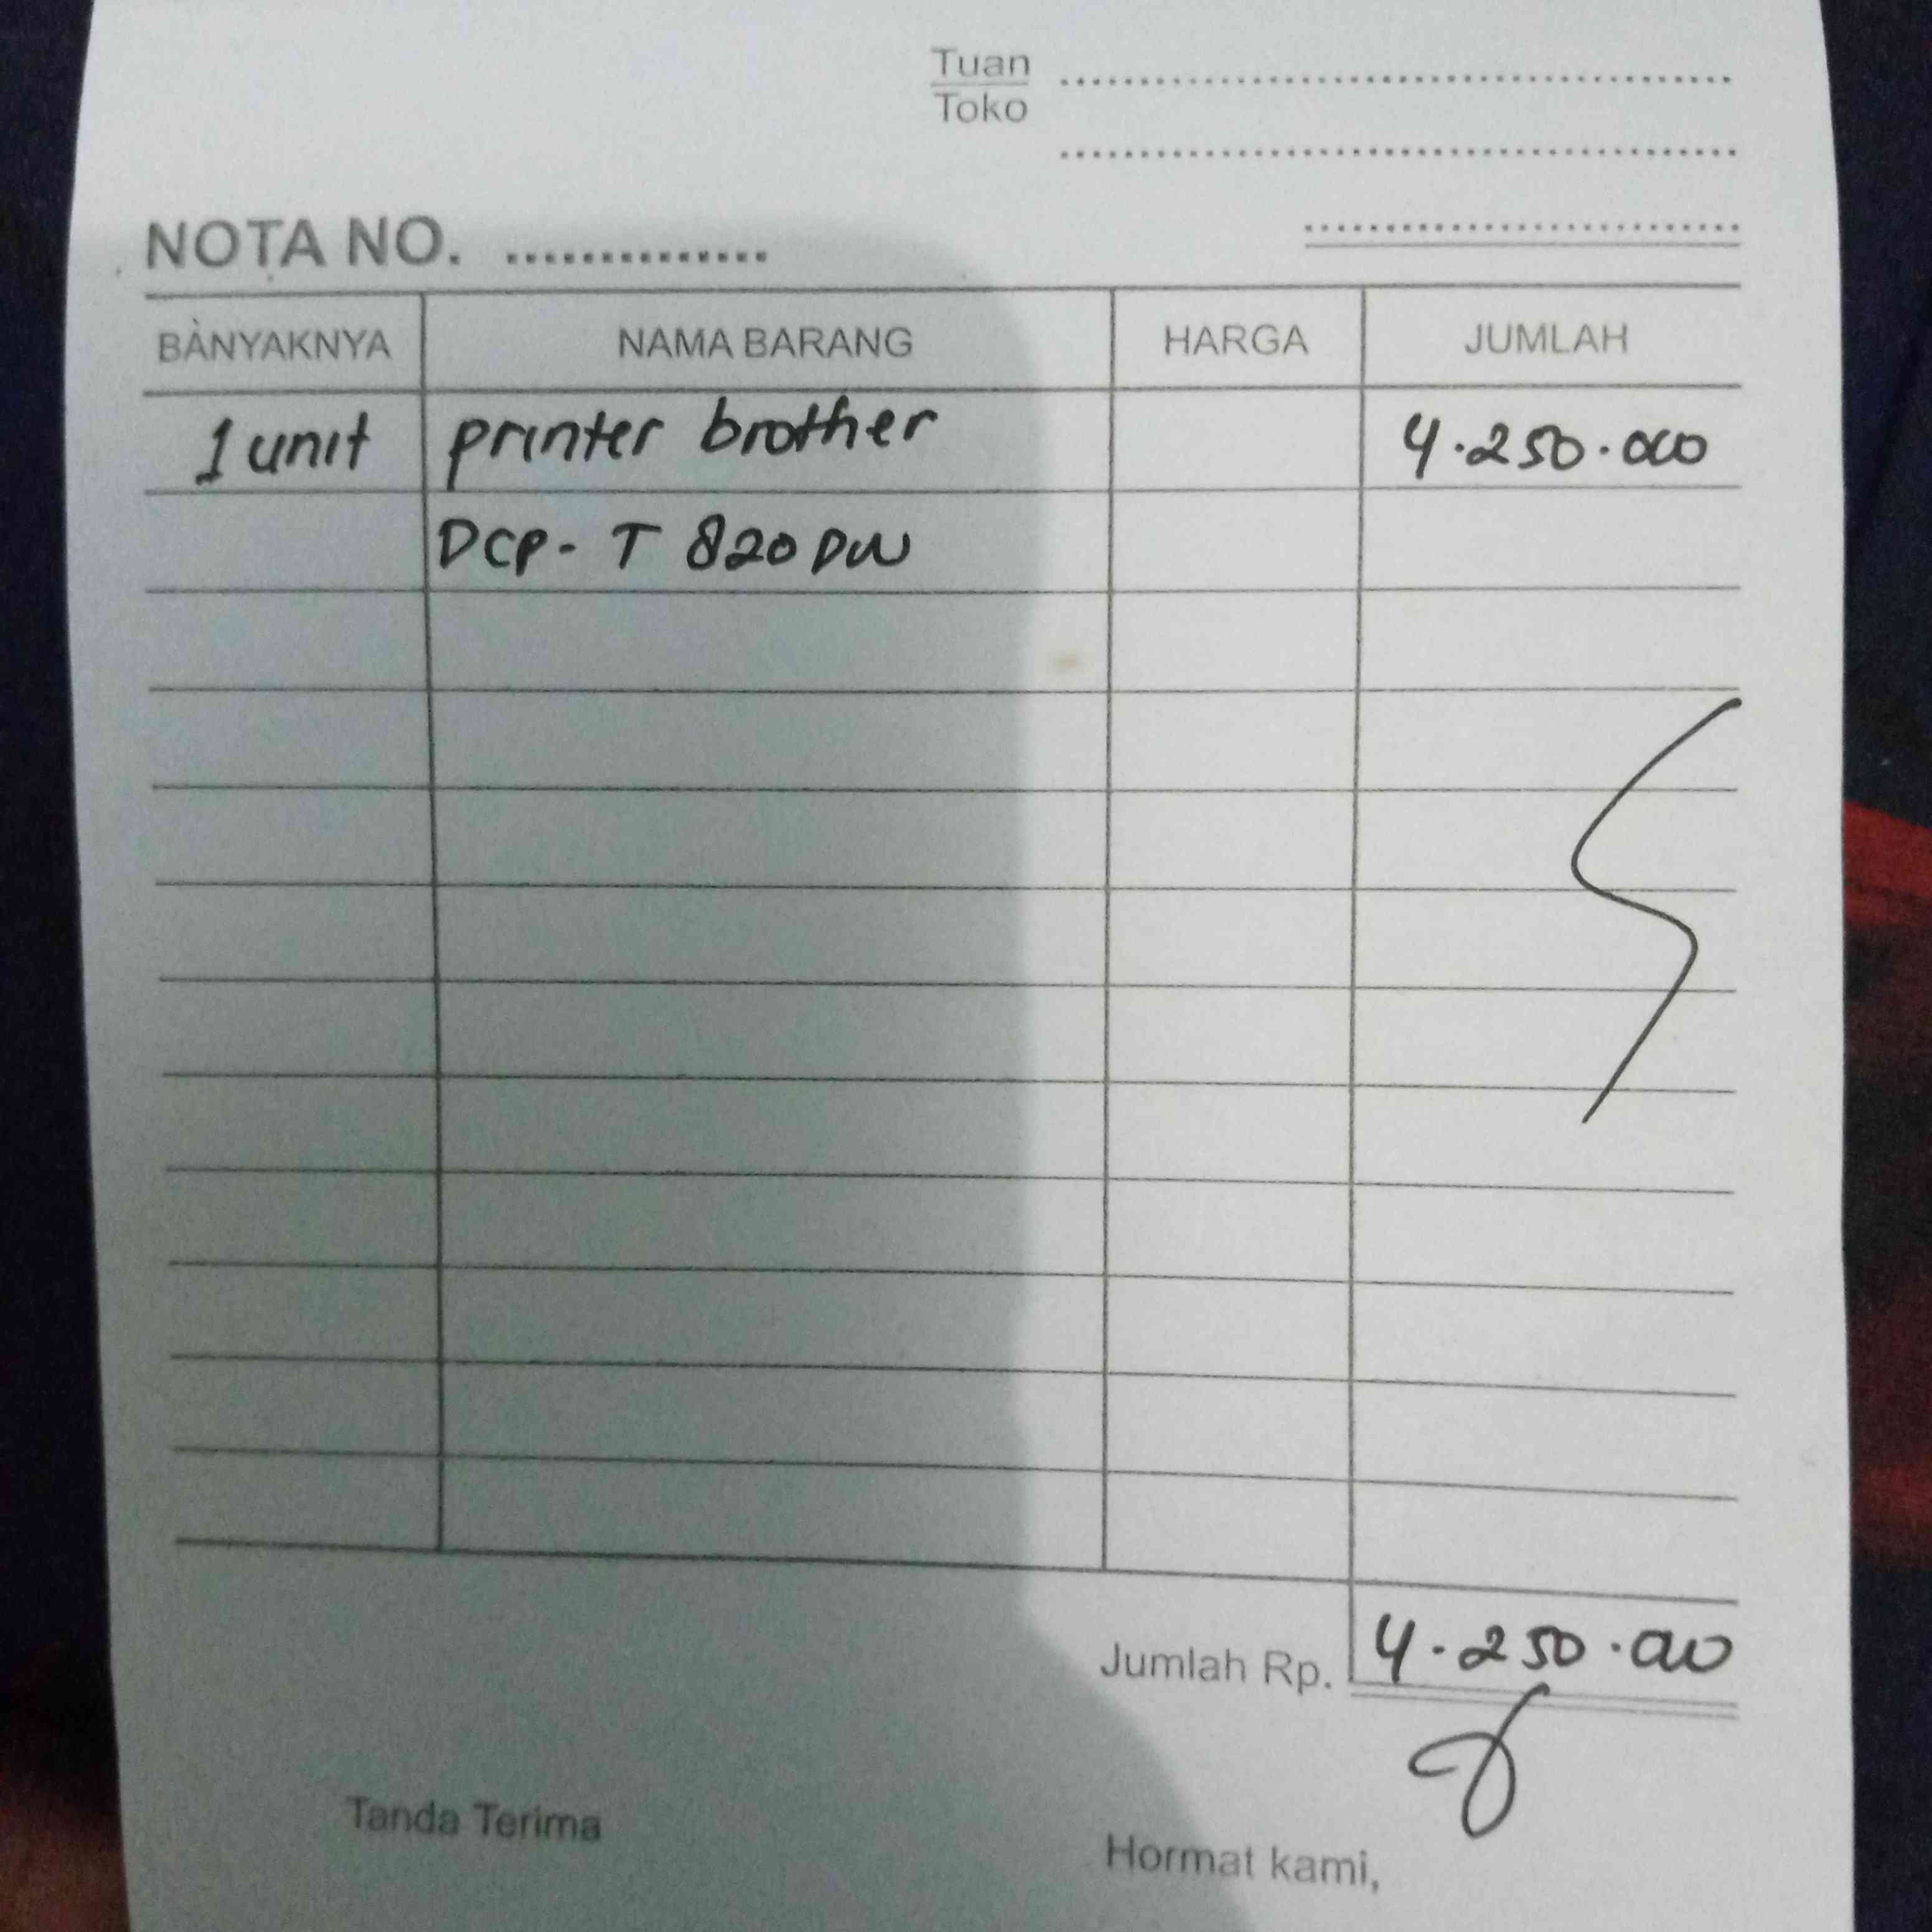 Tuan
Toko
NOTA NO. ..............
BANYAKNYA NAMA BARANG HARGA JUMLAH
1 unit printer brother 4.250.000
DCP - T 820 DW
Jumlah Rp. 4.250.000
Tanda Terima
Hormat kami,